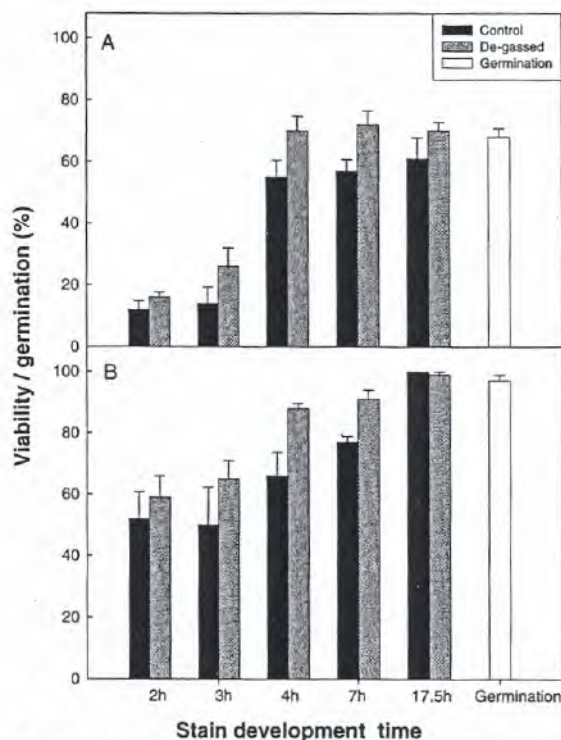 A
Control
De-gassed
Germination
100
80
60
40
20
0
B
100
80
60
40
20
0
Viability / germination (%)
2h 3h 4h 7h 17.5h Germination
Stain development time